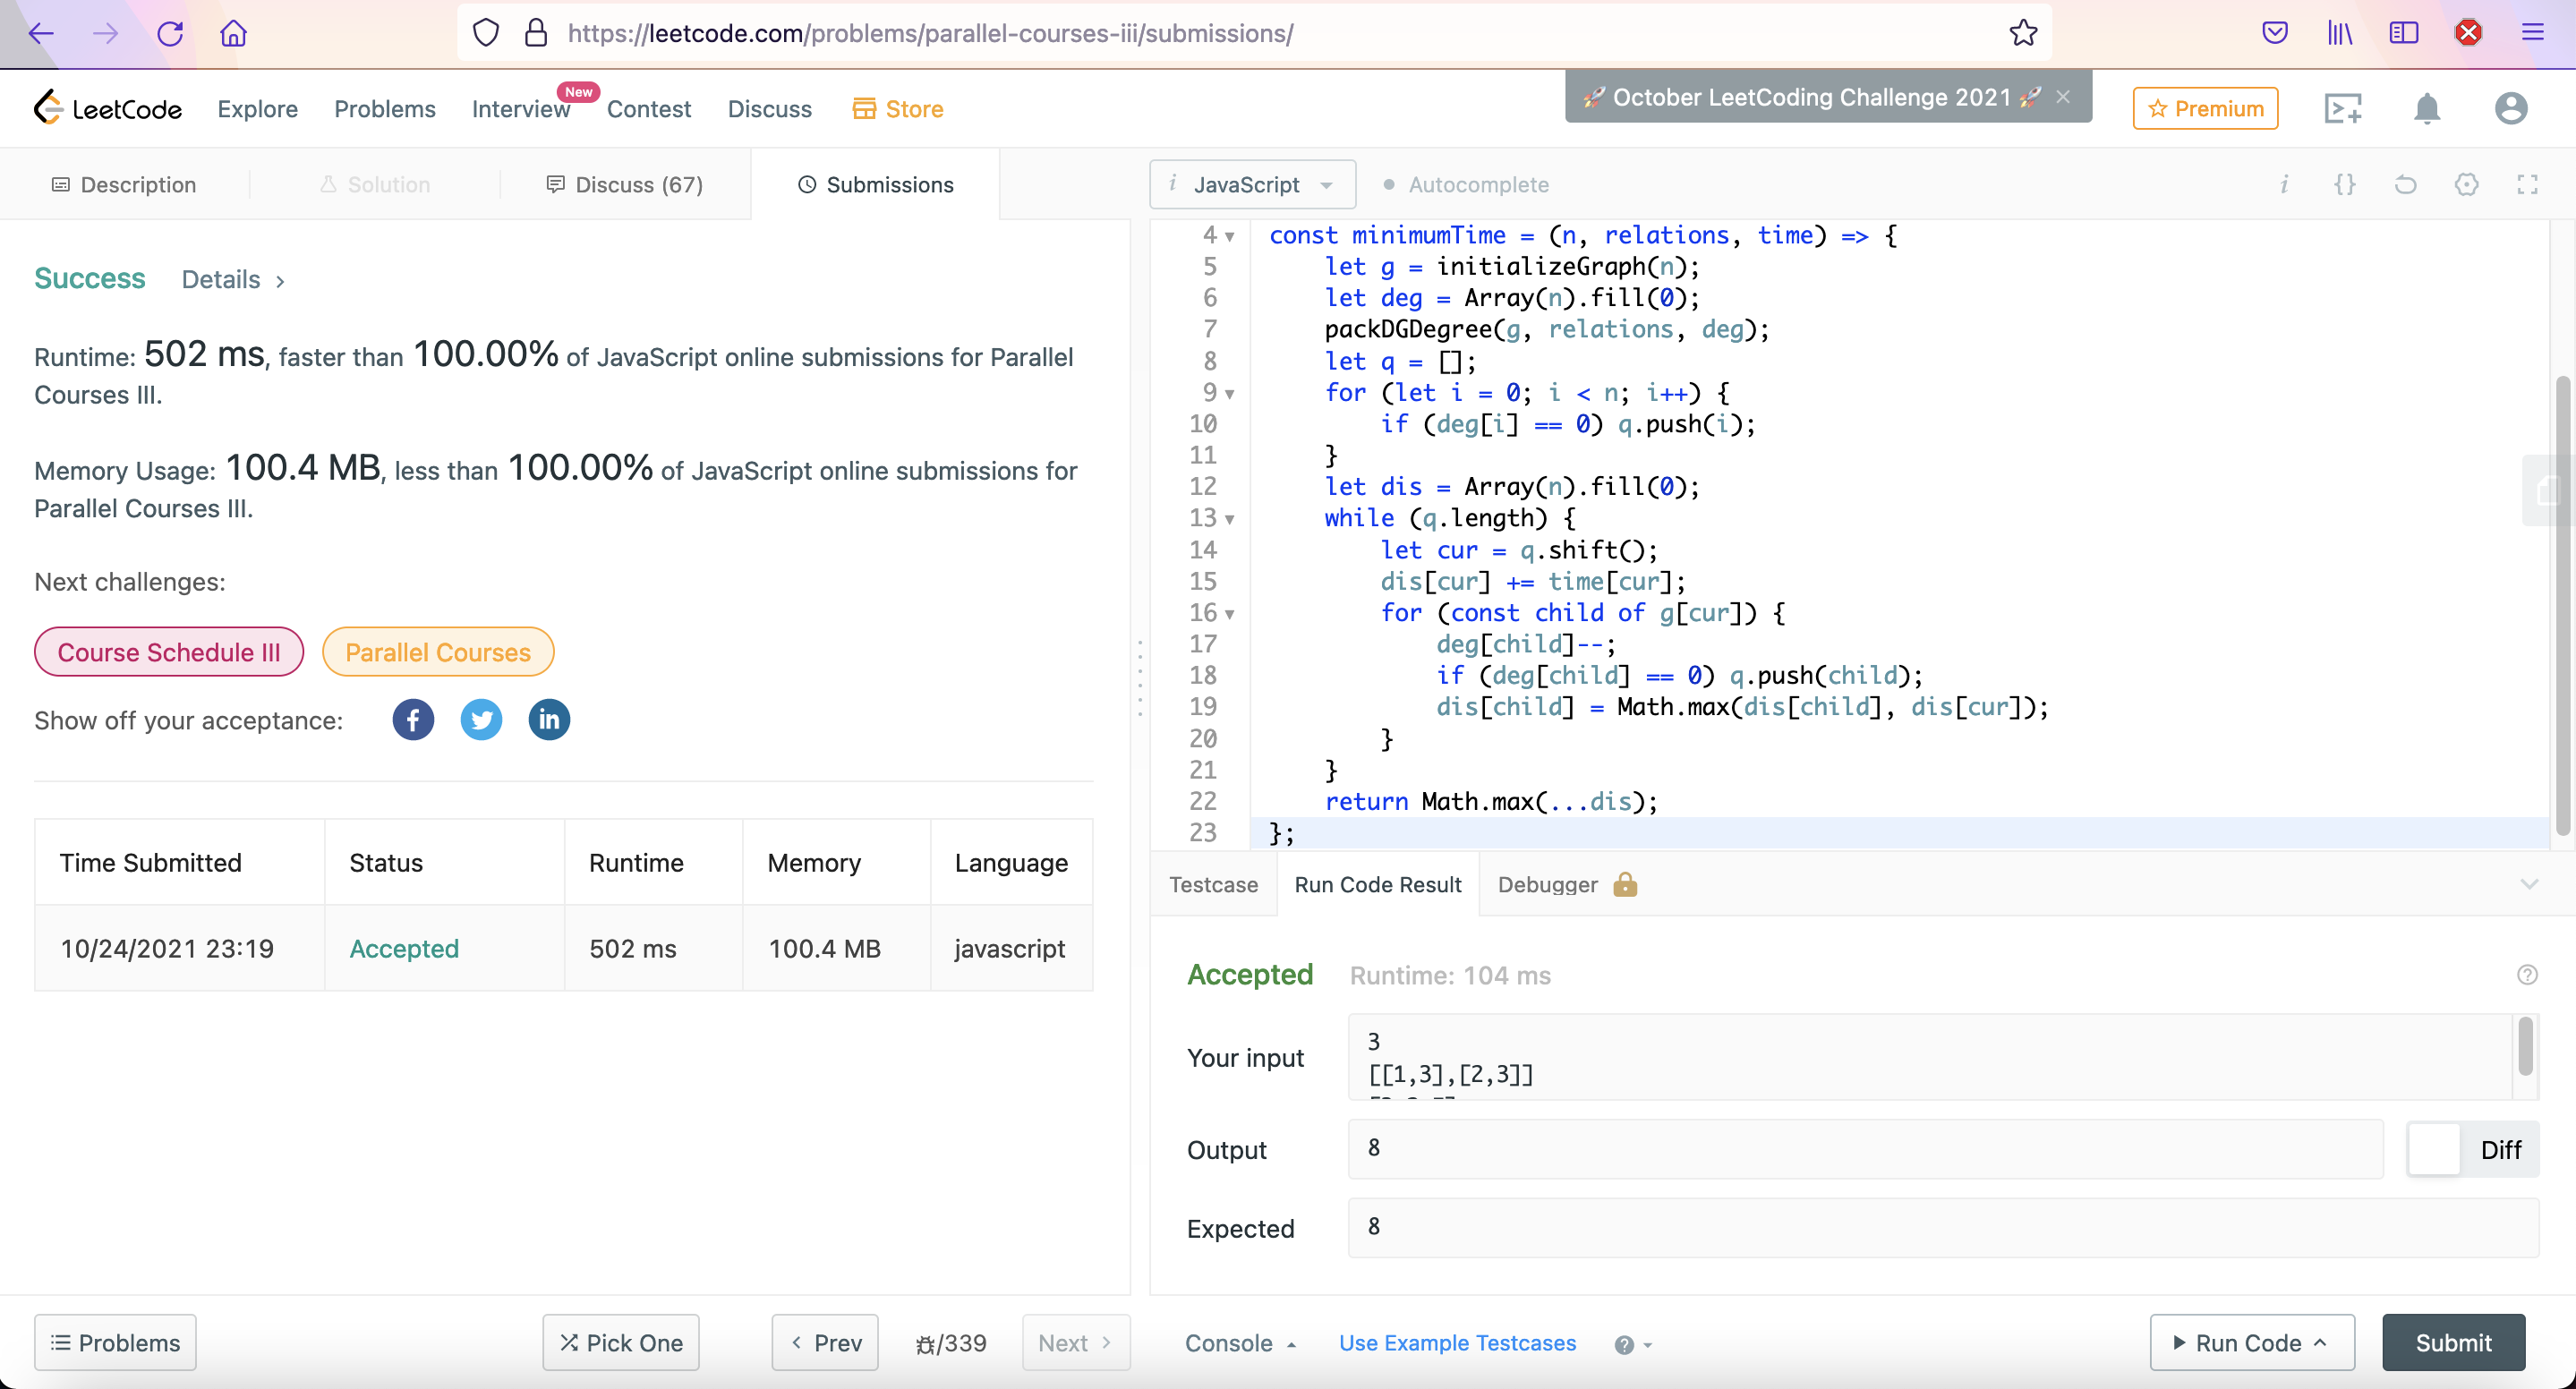 https://leetcode.com/problems/parallel-courses-iii/submissions/
LeetCode Explore Problems Interview New Contest Discuss Store
🚀 October LeetCoding Challenge 2021 🚀 ×
Premium
Description Solution Discuss (67) Submissions
Success Details
Runtime: 502 ms, faster than 100.00% of JavaScript online submissions for Parallel
Courses III.
Memory Usage: 100.4 MB, less than 100.00% of JavaScript online submissions for
Parallel Courses III.
Next challenges:
Course Schedule III Parallel Courses
Show off your acceptance:
Time Submitted Status Runtime Memory Language
10/24/2021 23:19 Accepted 502 ms 100.4 MB javascript
Problems Pick One Prev /339 Next
i JavaScript Autocomplete
4 const minimumTime = (n, relations, time) => {
5 let g = initializeGraph(n);
6 let deg = Array(n).fill(0);
7 packDGDegree(g, relations, deg);
8 let q = [];
9 for (let i = 0; i < n; i++) {
10 if (deg[i] == 0) q.push(i);
11 }
12 let dis = Array(n).fill(0);
13 while (q.length) {
14 let cur = q.shift();
15 dis[cur] += time[cur];
16 for (const child of g[cur]) {
17 deg[child]--;
18 if (deg[child] == 0) q.push(child);
19 dis[child] = Math.max(dis[child], dis[cur]);
20 }
21 }
22 return Math.max(...dis);
23 };
Testcase Run Code Result Debugger
Accepted Runtime: 104 ms
Your input
3
[[1,3],[2,3]]
Output 8 Diff
Expected 8
Console Use Example Testcases Run Code Submit